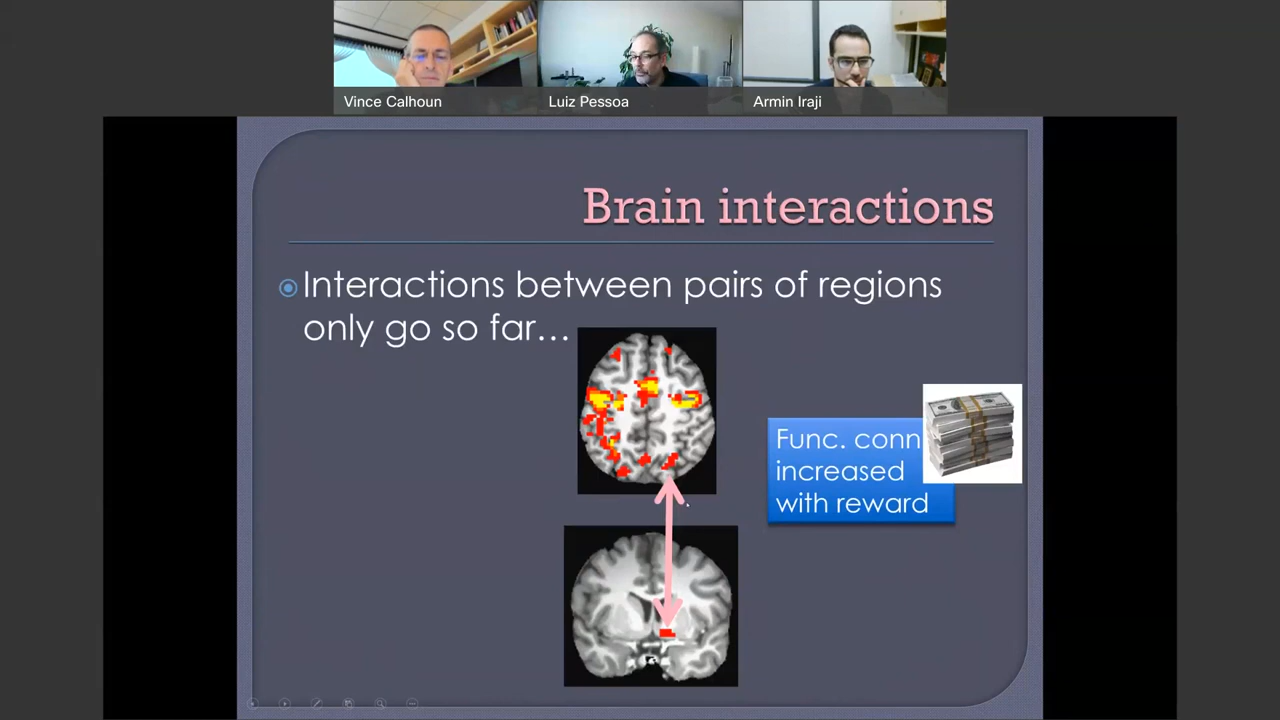 Vince Calhoun
Luiz Pessoa
Armin Iraji
Brain interactions
Interactions between pairs of regions
only go so far…
Func. conn
increased
with reward